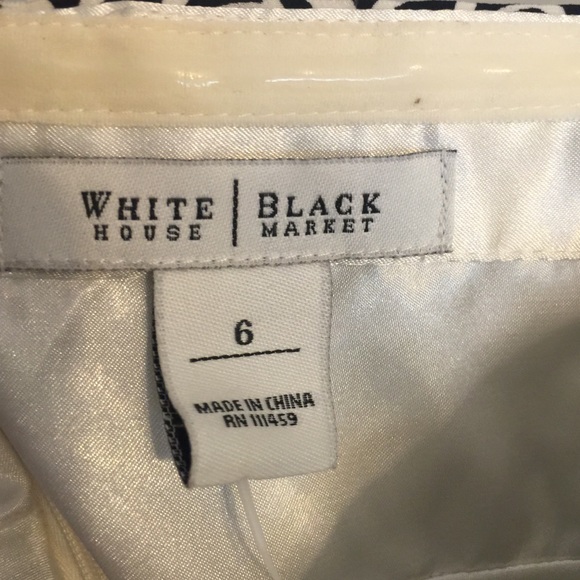 WHITE | BLACK
HOUSE | MARKET
6
MADE IN CHINA
RN 111459